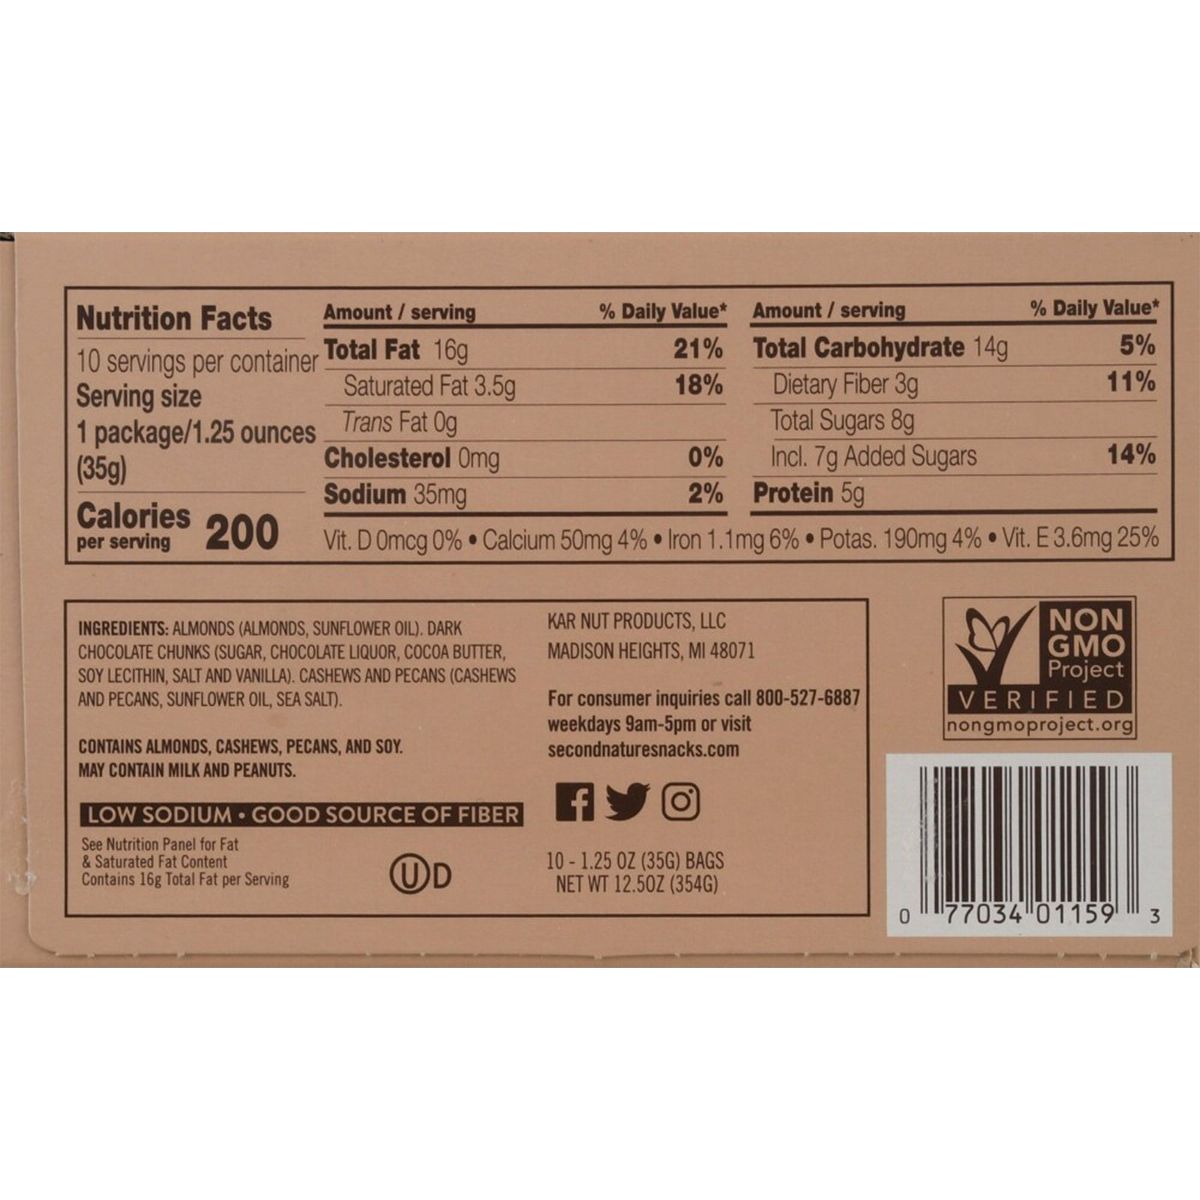 Nutrition Facts
10 servings per container
Serving size
1 package/1.25 ounces
(35g)
Calories 200
per serving
Amount / serving % Daily Value*
Total Fat 16g 21%
Saturated Fat 3.5g 18%
Trans Fat 0g
Cholesterol 0mg 0%
Sodium 35mg 2%
Amount / serving % Daily Value*
Total Carbohydrate 14g 5%
Dietary Fiber 3g 11%
Total Sugars 8g
Incl. 7g Added Sugars 14%
Protein 5g
Vit. D 0mcg 0% • Calcium 50mg 4% • Iron 1.1mg 6% • Potas. 190mg 4% • Vit. E 3.6mg 25%
INGREDIENTS: ALMONDS (ALMONDS, SUNFLOWER OIL). DARK
CHOCOLATE CHUNKS (SUGAR, CHOCOLATE LIQUOR, COCOA BUTTER,
SOY LECITHIN, SALT AND VANILLA). CASHEWS AND PECANS (CASHEWS
AND PECANS, SUNFLOWER OIL, SEA SALT).
CONTAINS ALMONDS, CASHEWS, PECANS, AND SOY.
MAY CONTAIN MILK AND PEANUTS.
LOW SODIUM • GOOD SOURCE OF FIBER
See Nutrition Panel for Fat
& Saturated Fat Content
Contains 16g Total Fat per Serving
U D
KAR NUT PRODUCTS, LLC
MADISON HEIGHTS, MI 48071
For consumer inquiries call 800-527-6887
weekdays 9am-5pm or visit
secondnaturesnacks.com
10 - 1.25 OZ (35G) BAGS
NET WT 12.5OZ (354G)
NON
GMO
Project
VERIFIED
nongmoproject.org
0 77034 01159 3